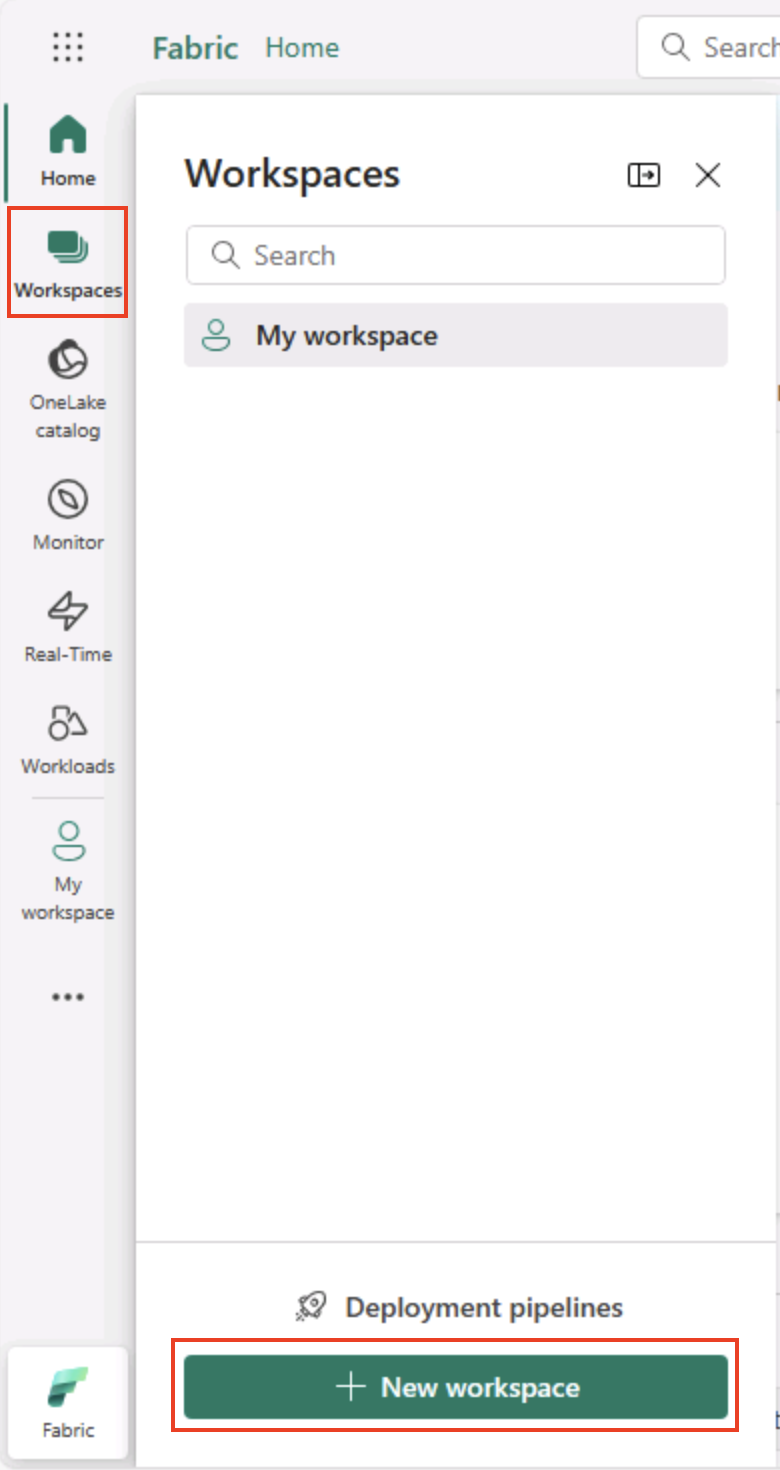 Fabric Home
Search
Home
Workspaces
OneLake
catalog
Monitor
Real-Time
Workloads
My
workspace
Fabric
Workspaces
Search
My workspace
Deployment pipelines
New workspace